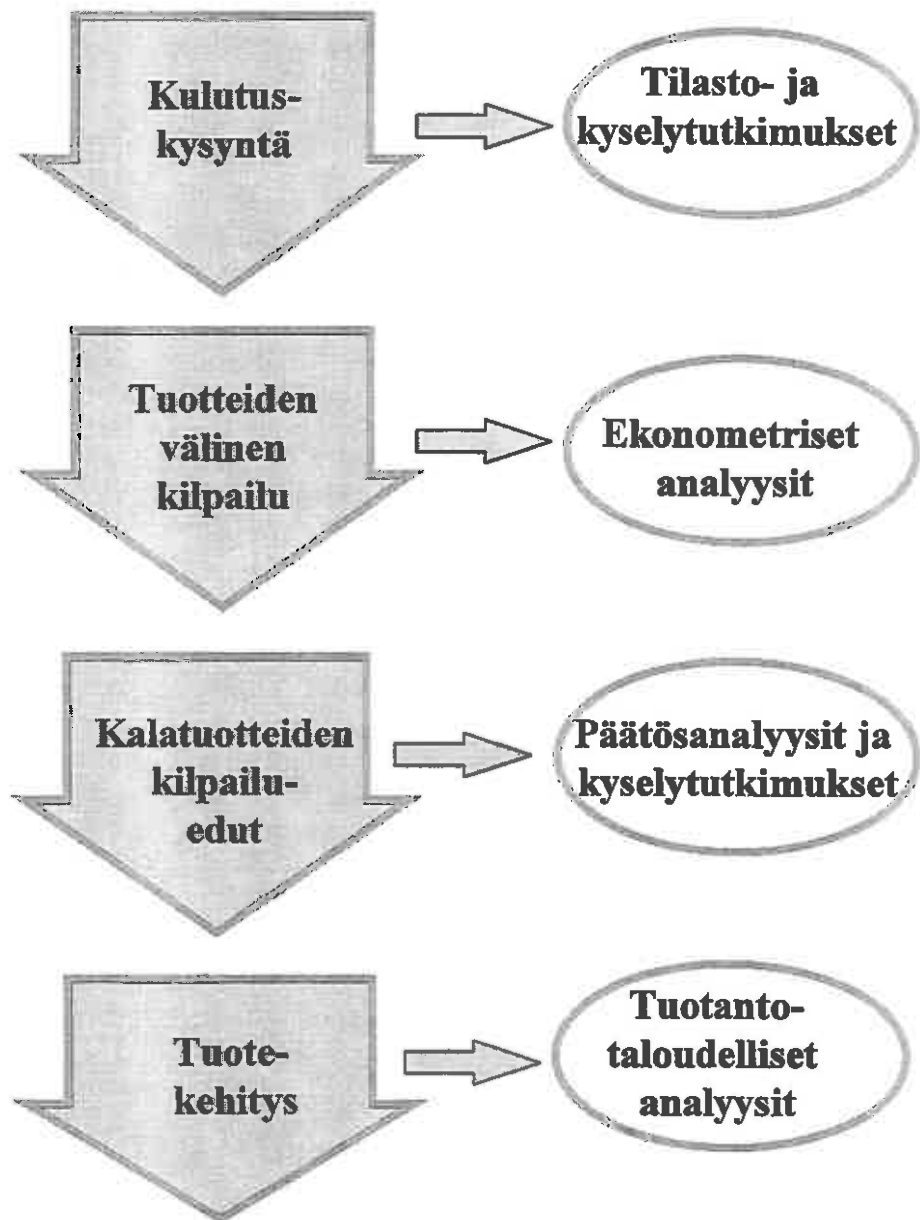 Kulutus-
kysyntä
Tilasto- ja
kyselytutkimukset
Tuotteiden
välinen
kilpailu
Ekonometriset
analyysit
Kalatuotteiden
kilpailu-
edut
Päätösanalyysit ja
kyselytutkimukset
Tuote-
kehitys
Tuotanto-
taloudelliset
analyysit